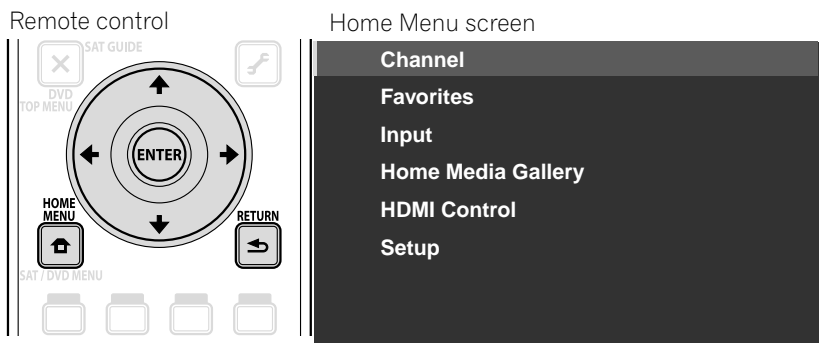 Remote control
SAT GUIDE
DVD
TOP MENU
ENTER
HOME
MENU
RETURN
SAT / DVD MENU
Home Menu screen
Channel
Favorites
Input
Home Media Gallery
HDMI Control
Setup